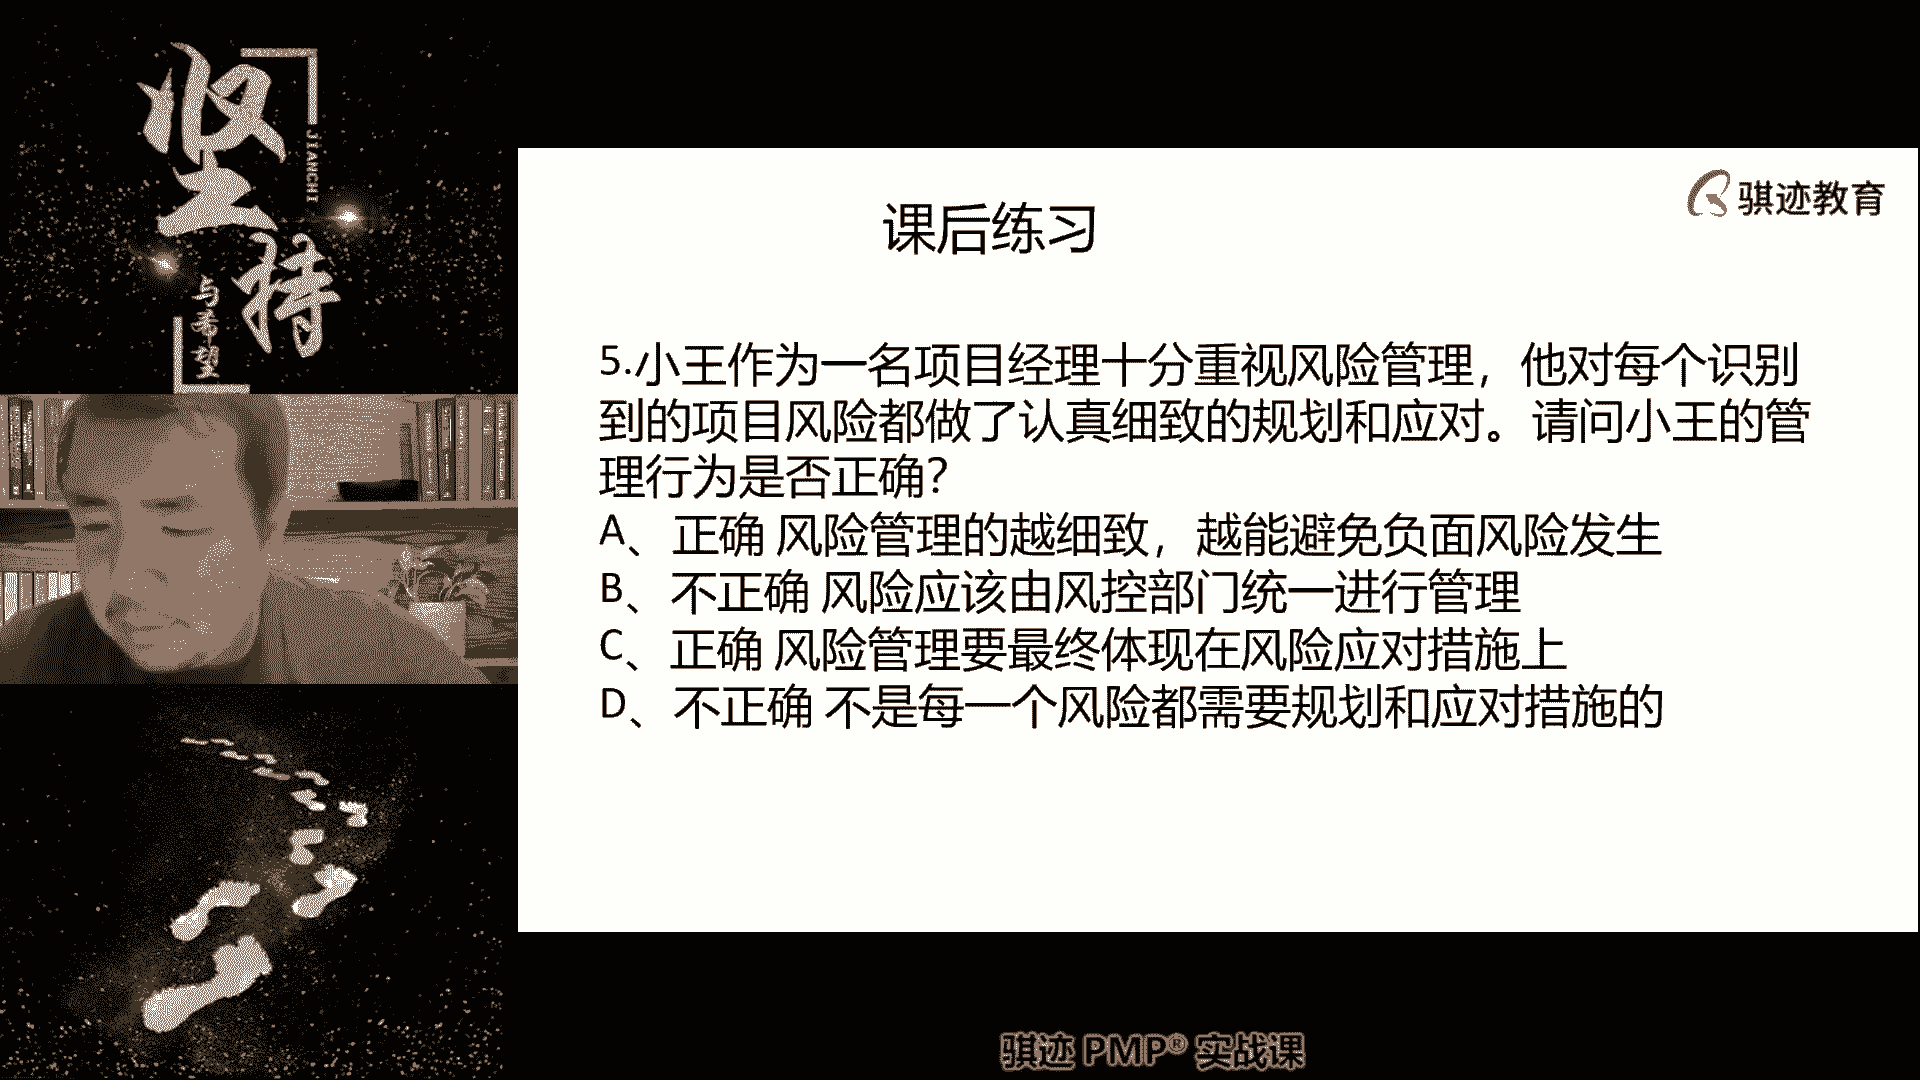 坚持
JIANCHI
与希望
骐迹教育
课后练习
5.小王作为一名项目经理十分重视风险管理，他对每个识别
到的项目风险都做了认真细致的规划和应对。请问小王的管
理行为是否正确？
A、正确 风险管理的越细致，越能避免负面风险发生
B、不正确 风险应该由风控部门统一进行管理
C、正确 风险管理要最终体现在风险应对措施上
D、不正确 不是每一个风险都需要规划和应对措施的
骐迹 PMP® 实战课